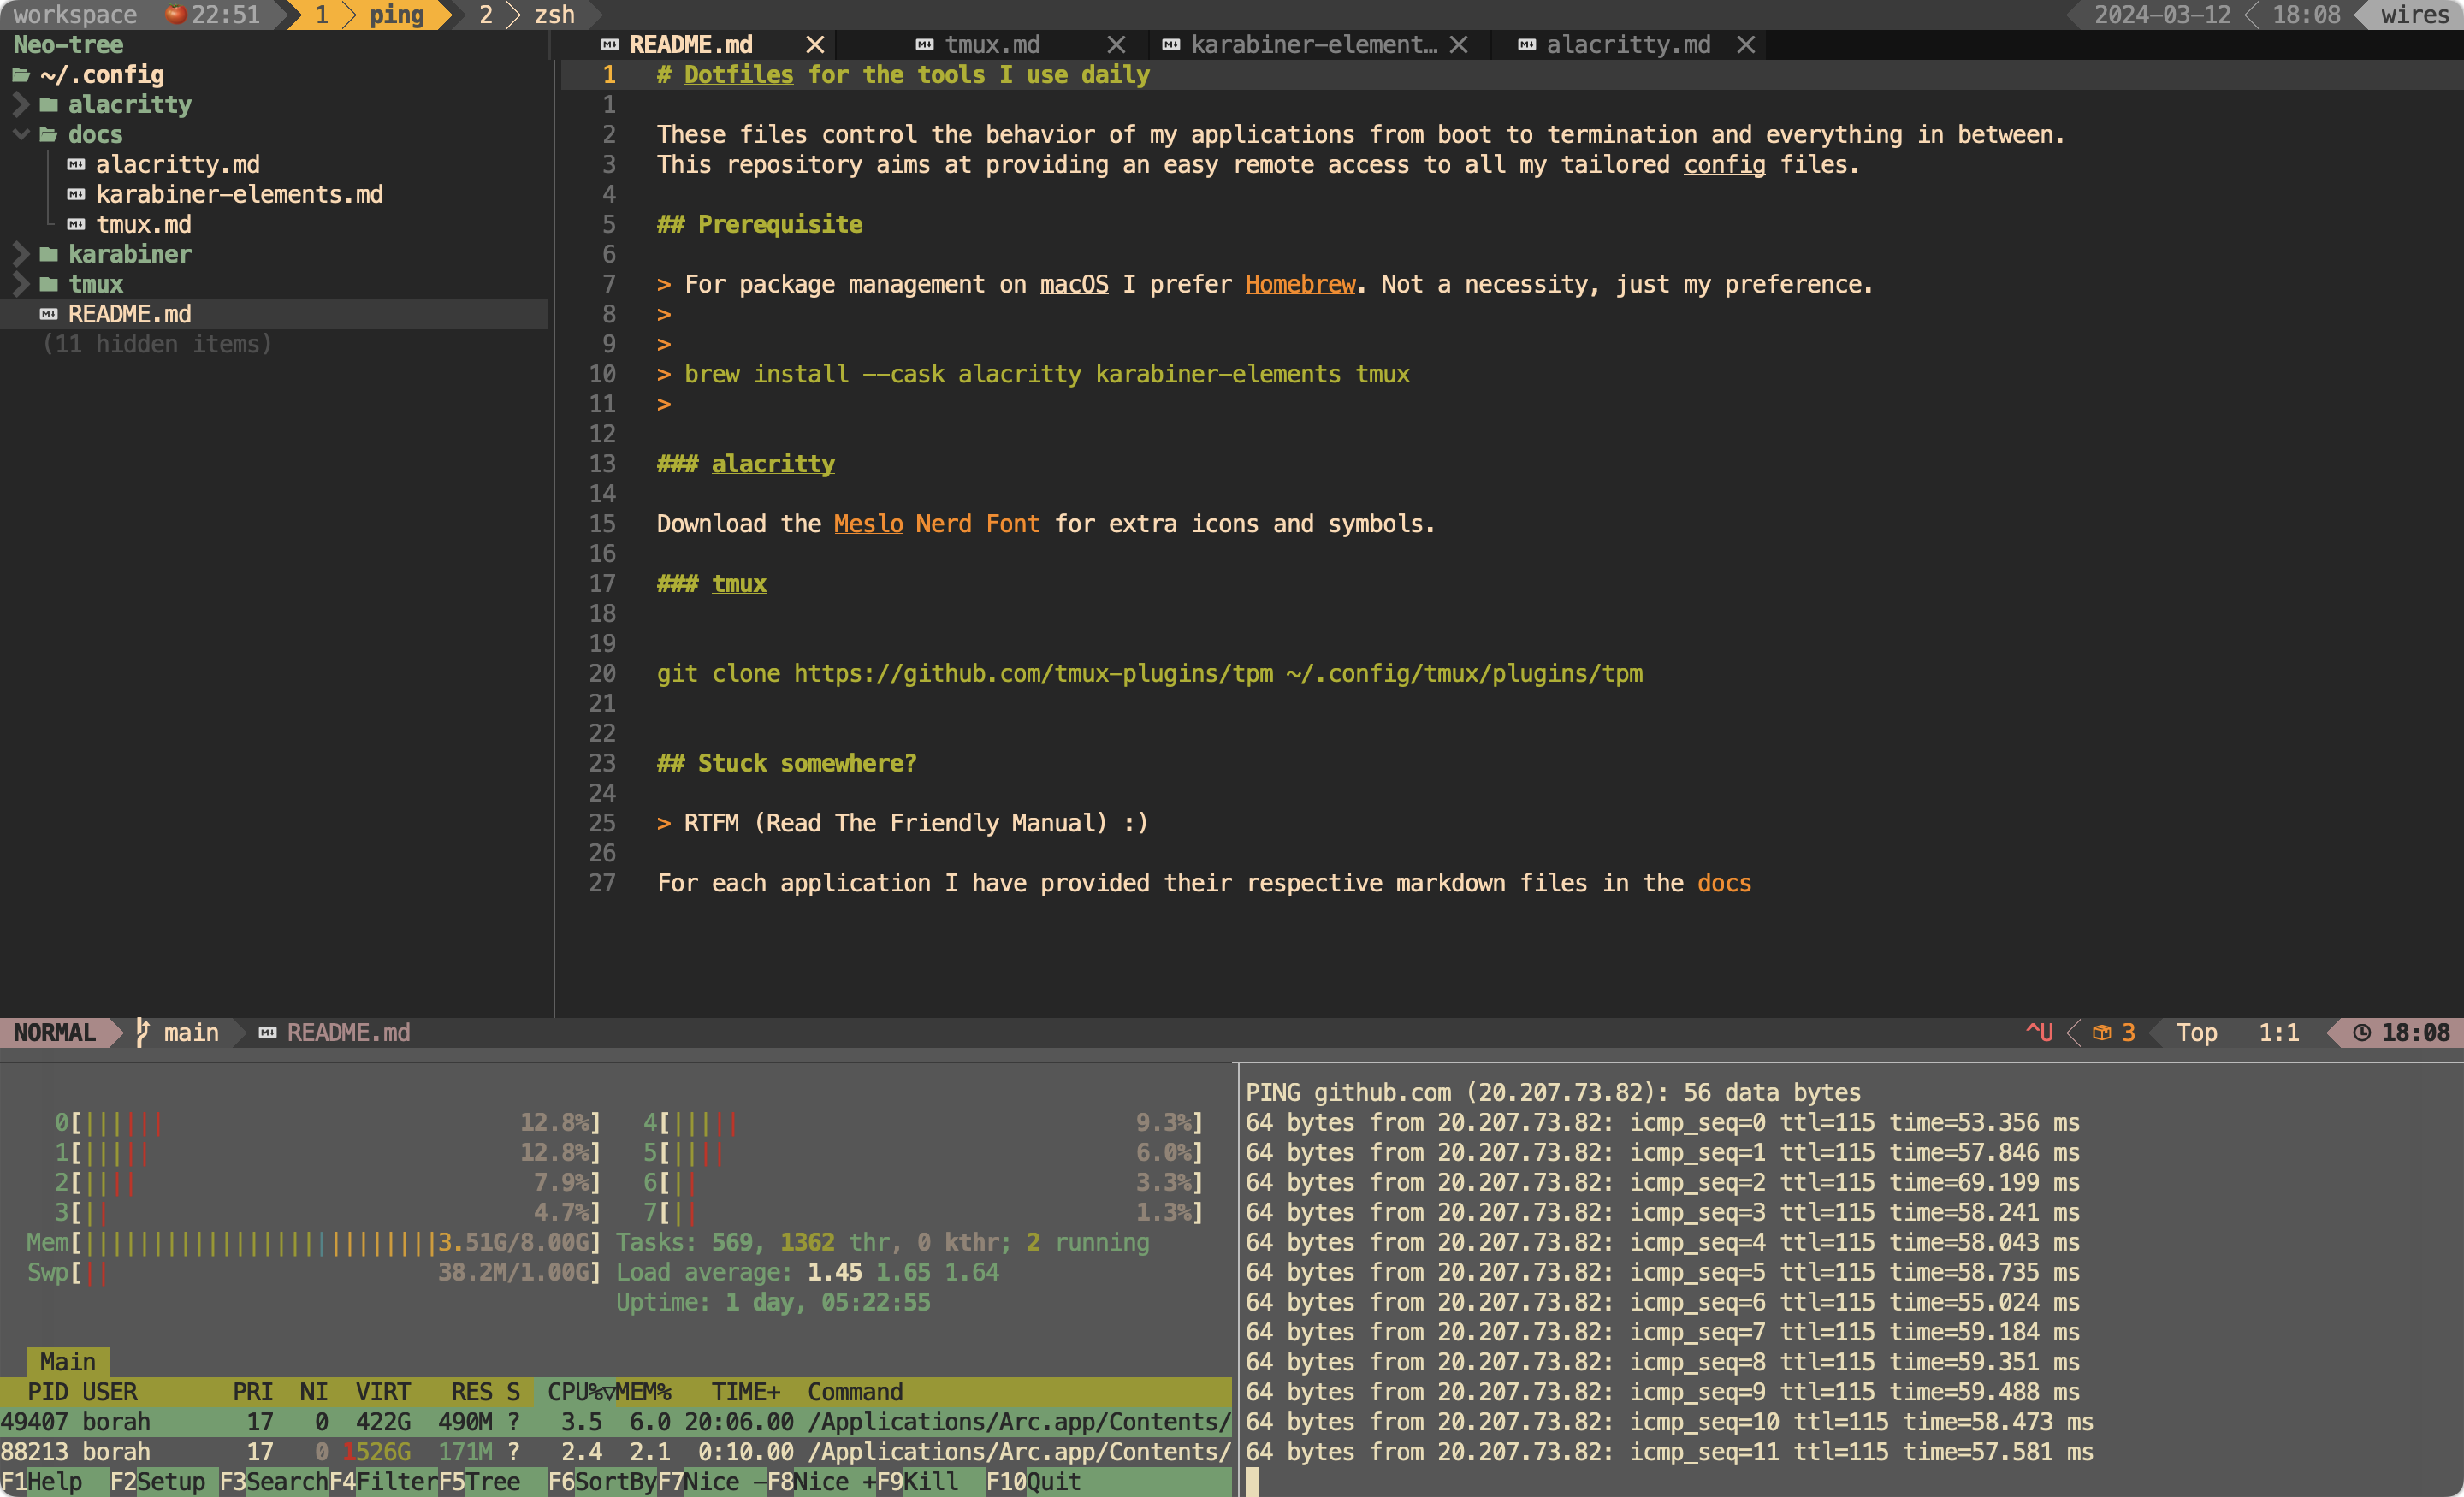 workspace 22:51 1 ping 2 zsh 2024-03-12 18:08 wires
Neo-tree
~/.config
alacritty
docs
alacritty.md
karabiner-elements.md
tmux.md
karabiner
tmux
README.md
(11 hidden items)
README.md tmux.md karabiner-element… alacritty.md
1 # Dotfiles for the tools I use daily
1
2 These files control the behavior of my applications from boot to termination and everything in between.
3 This repository aims at providing an easy remote access to all my tailored config files.
4
5 ## Prerequisite
6
7 > For package management on macOS I prefer Homebrew. Not a necessity, just my preference.
8 >
9 >
10 > brew install --cask alacritty karabiner-elements tmux
11 >
12
13 ### alacritty
14
15 Download the Meslo Nerd Font for extra icons and symbols.
16
17 ### tmux
18
19
20 git clone https://github.com/tmux-plugins/tpm ~/.config/tmux/plugins/tpm
21
22
23 ## Stuck somewhere?
24
25 > RTFM (Read The Friendly Manual) :)
26
27 For each application I have provided their respective markdown files in the docs
NORMAL main README.md ^U 3 Top 1:1 18:08
0[|||||| 12.8%] 4[||||| 9.3%]
1[||||| 12.8%] 5[|||| 6.0%]
2[|||| 7.9%] 6[|| 3.3%]
3[|| 4.7%] 7[|| 1.3%]
Mem[||||||||||||||||||||||||||3.51G/8.00G] Tasks: 569, 1362 thr, 0 kthr; 2 running
Swp[|| 38.2M/1.00G] Load average: 1.45 1.65 1.64
Uptime: 1 day, 05:22:55
Main
PID USER PRI NI VIRT RES S CPU%▽MEM% TIME+ Command
49407 borah 17 0 422G 490M ? 3.5 6.0 20:06.00 /Applications/Arc.app/Contents/
88213 borah 17 0 1526G 171M ? 2.4 2.1 0:10.00 /Applications/Arc.app/Contents/
F1Help F2Setup F3SearchF4FilterF5Tree F6SortByF7Nice -F8Nice +F9Kill F10Quit
PING github.com (20.207.73.82): 56 data bytes
64 bytes from 20.207.73.82: icmp_seq=0 ttl=115 time=53.356 ms
64 bytes from 20.207.73.82: icmp_seq=1 ttl=115 time=57.846 ms
64 bytes from 20.207.73.82: icmp_seq=2 ttl=115 time=69.199 ms
64 bytes from 20.207.73.82: icmp_seq=3 ttl=115 time=58.241 ms
64 bytes from 20.207.73.82: icmp_seq=4 ttl=115 time=58.043 ms
64 bytes from 20.207.73.82: icmp_seq=5 ttl=115 time=58.735 ms
64 bytes from 20.207.73.82: icmp_seq=6 ttl=115 time=55.024 ms
64 bytes from 20.207.73.82: icmp_seq=7 ttl=115 time=59.184 ms
64 bytes from 20.207.73.82: icmp_seq=8 ttl=115 time=59.351 ms
64 bytes from 20.207.73.82: icmp_seq=9 ttl=115 time=59.488 ms
64 bytes from 20.207.73.82: icmp_seq=10 ttl=115 time=58.473 ms
64 bytes from 20.207.73.82: icmp_seq=11 ttl=115 time=57.581 ms